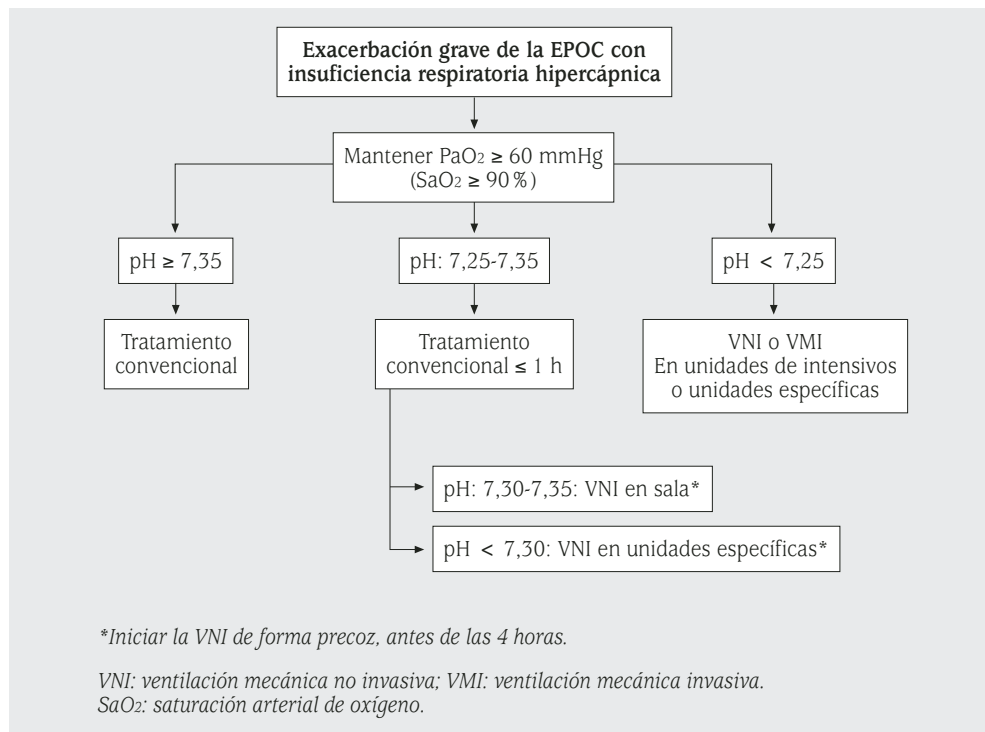 Exacerbación grave de la EPOC con
insuficiencia respiratoria hipercápnica
Mantener PaO2 ≥ 60 mmHg
(SaO2 ≥ 90%)
pH ≥ 7,35
pH: 7,25-7,35
pH < 7,25
Tratamiento
convencional
Tratamiento
convencional ≤ 1 h
VNI o VMI
En unidades de intensivos
o unidades específicas
pH: 7,30-7,35: VNI en sala*
pH < 7,30: VNI en unidades específicas*
*Iniciar la VNI de forma precoz, antes de las 4 horas.
VNI: ventilación mecánica no invasiva; VMI: ventilación mecánica invasiva.
SaO2: saturación arterial de oxígeno.